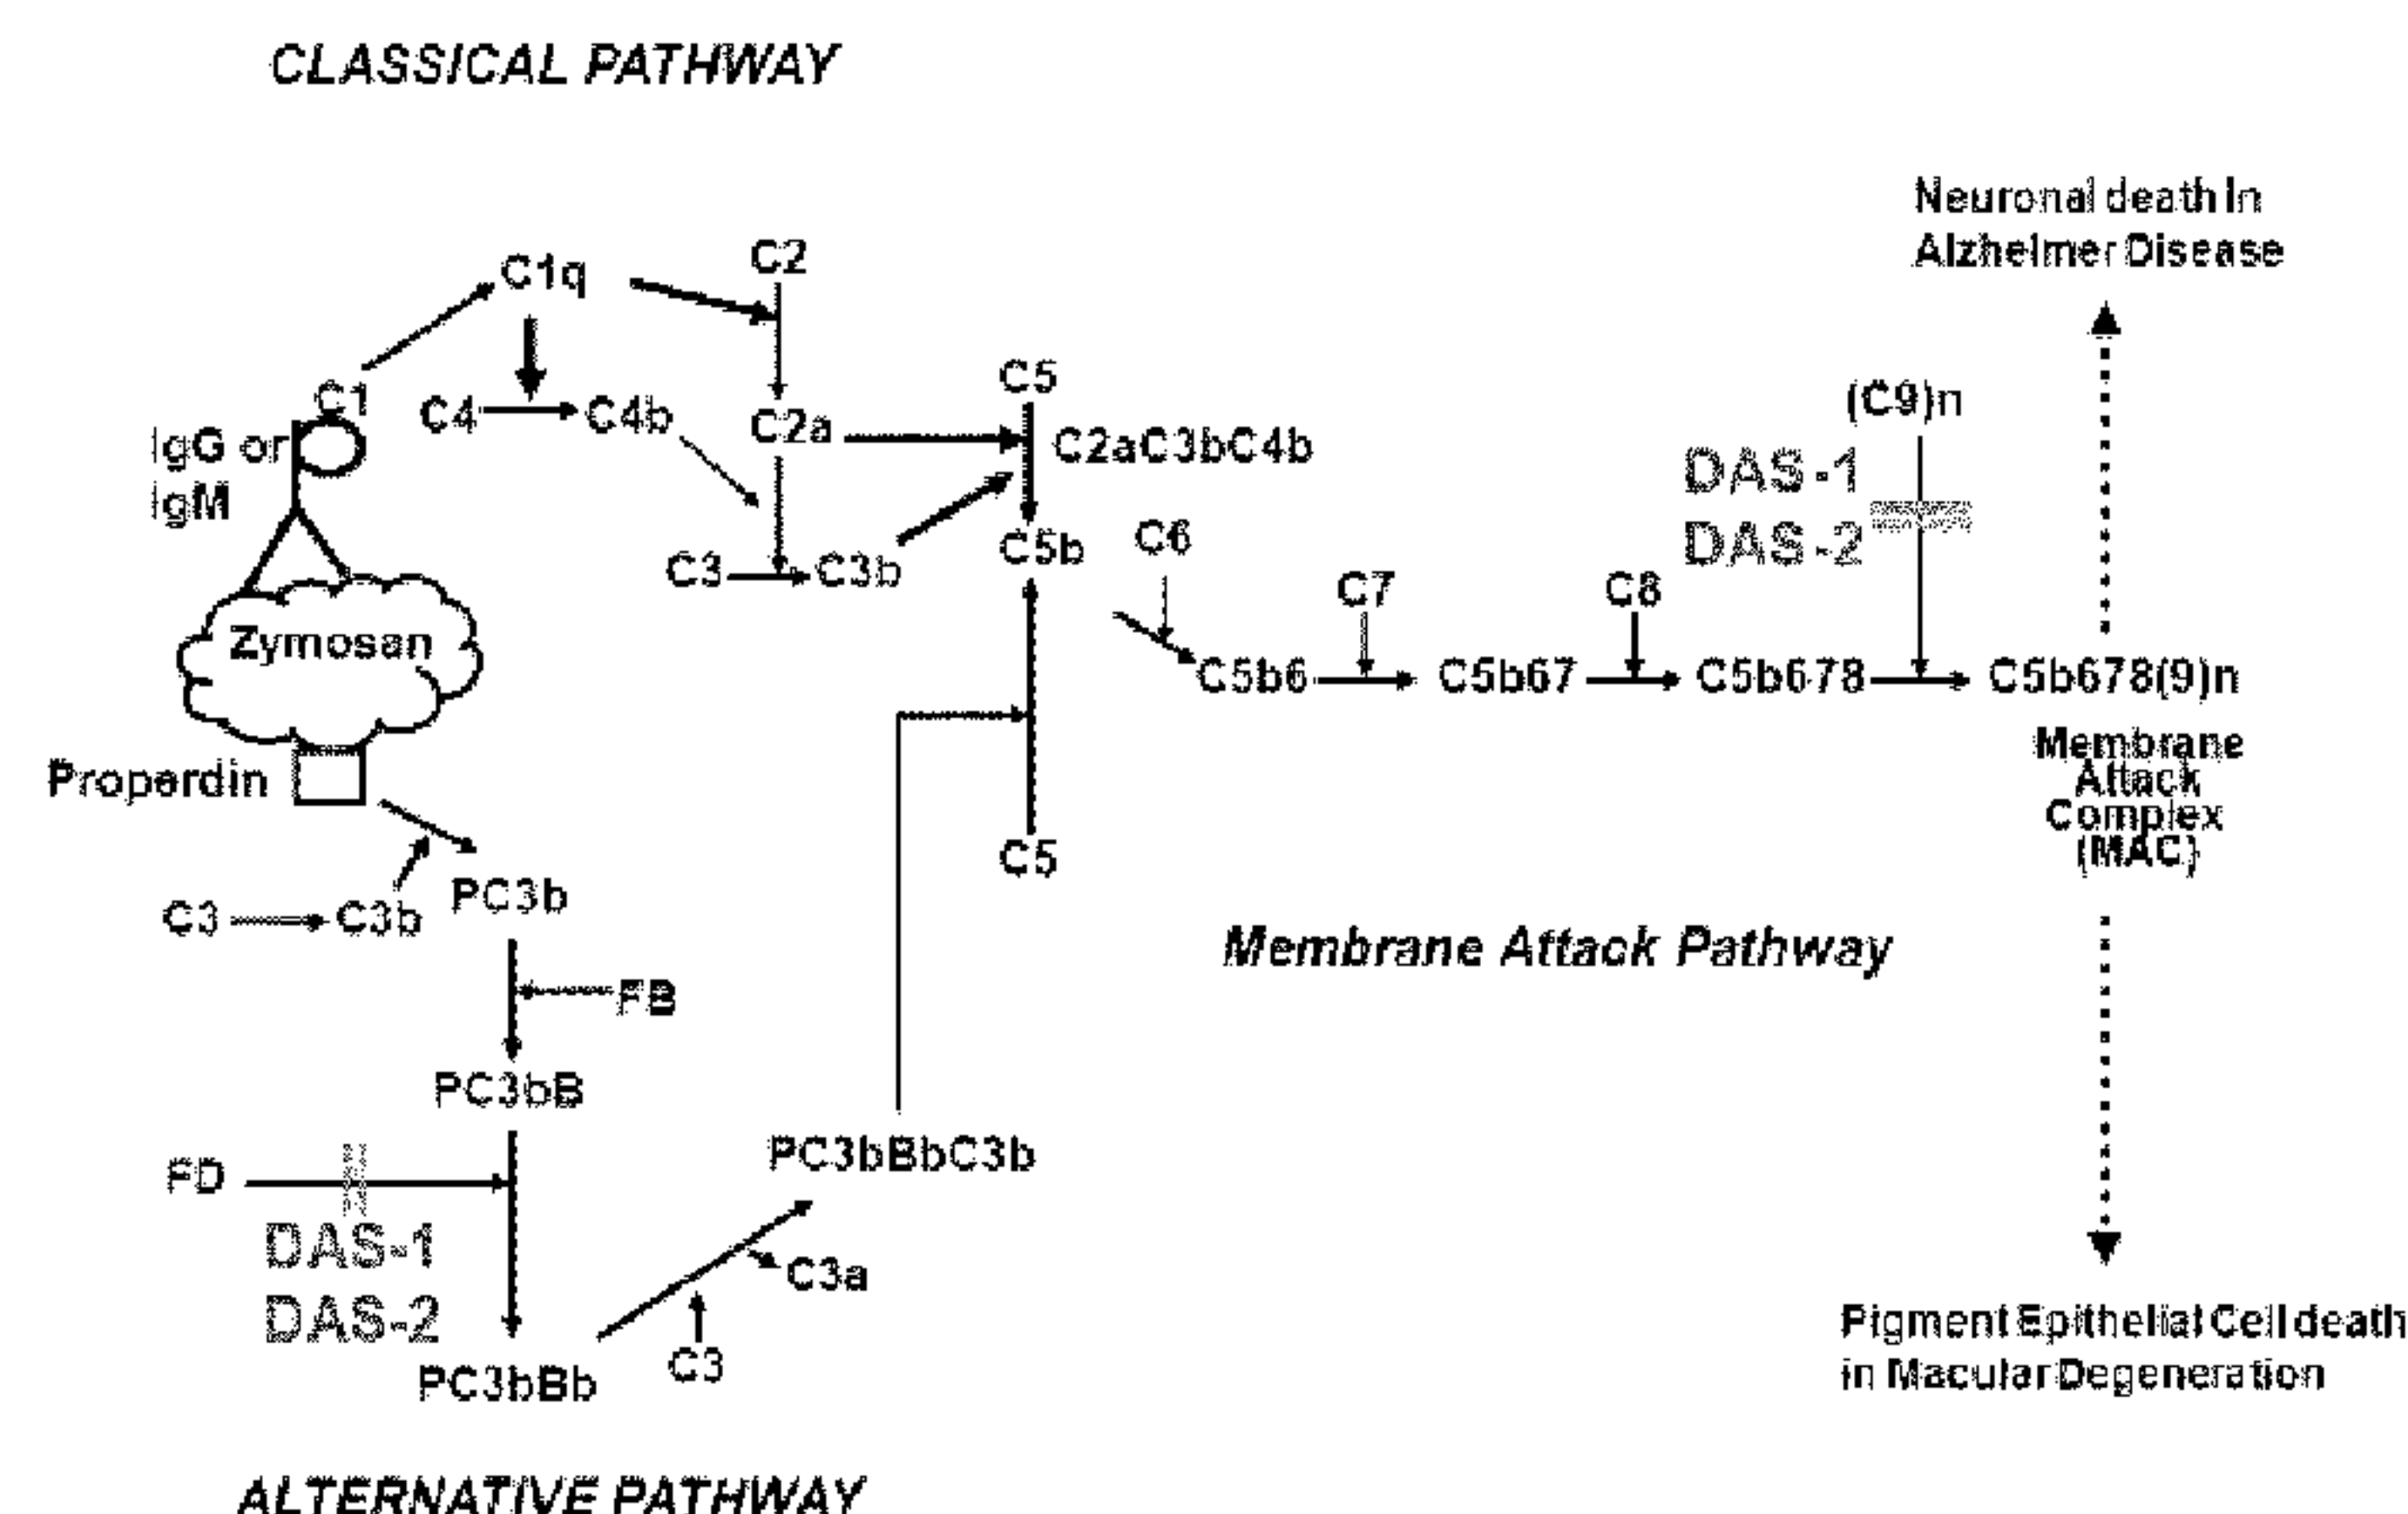 CLASSICAL PATHWAY
Neuronal death In
Alzheimer Disease
C1q
C2
C1
C4
C4b
C2a
C5
C2aC3bC4b
(C9)n
IgG or
IgM
DAS-1
DAS-2
C3
C3b
C5b
C6
C7
C8
Zymosan
C5b6
C5b67
C5b678
C5b678(9)n
Membrane
Attack
Complex
(MAC)
Properdin
C3
C3b
PC3b
C5
Membrane Attack Pathway
FB
PC3bB
FD
DAS-1
DAS-2
PC3bBbC3b
C3a
C3
PC3bBb
Pigment Epithelial Cell death
in Macular Degeneration
ALTERNATIVE PATHWAY